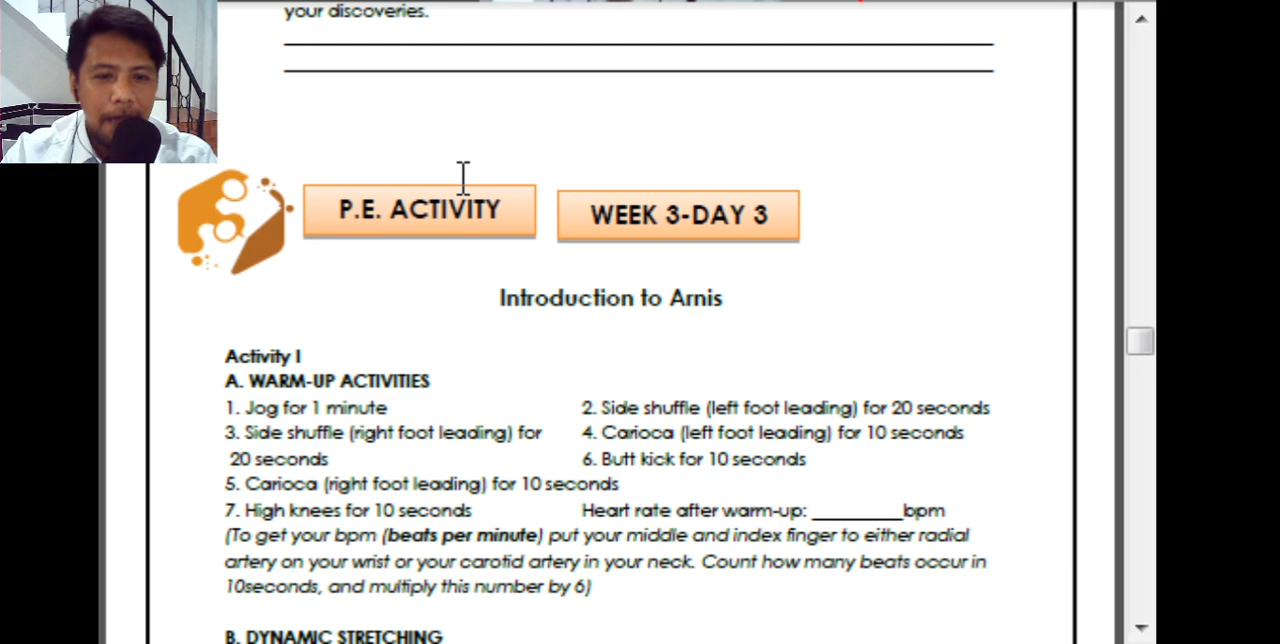 your discoveries.
P.E. ACTIVITY
WEEK 3-DAY 3
Introduction to Arnis
Activity I
A. WARM-UP ACTIVITIES
1. Jog for 1 minute
2. Side shuffle (left foot leading) for 20 seconds
3. Side shuffle (right foot leading) for
4. Carioca (left foot leading) for 10 seconds
20 seconds
6. Butt kick for 10 seconds
5. Carioca (right foot leading) for 10 seconds
7. High knees for 10 seconds
Heart rate after warm-up: _________bpm
(To get your bpm (beats per minute) put your middle and index finger to either radial
artery on your wrist or your carotid artery in your neck. Count how many beats occur in
10seconds, and multiply this number by 6)
B. DYNAMIC STRETCHING